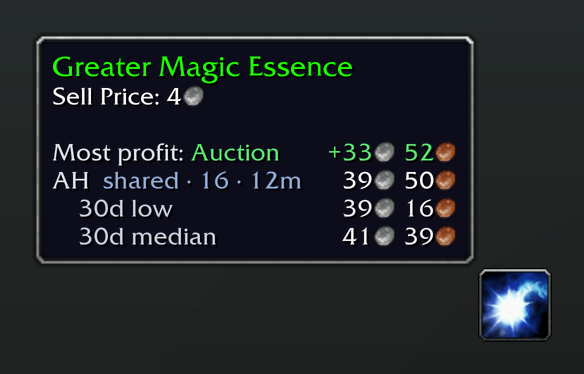 Greater Magic Essence
Sell Price: 4
Most profit: Auction +33 52
AH shared · 16 · 12m 39 50
30d low 39 16
30d median 41 39